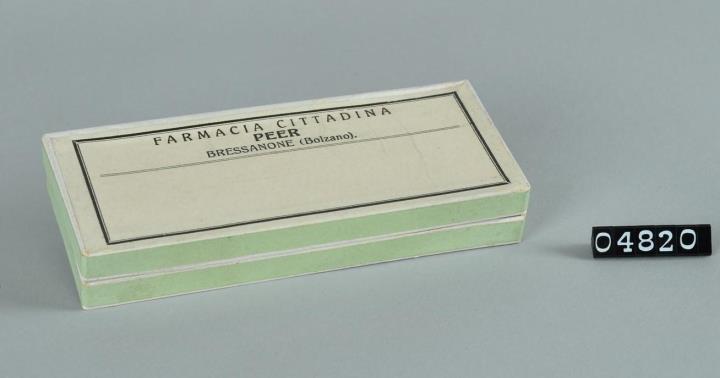 FARMACIA CITTADINA
PEER
BRESSANONE (Bolzano).
04820